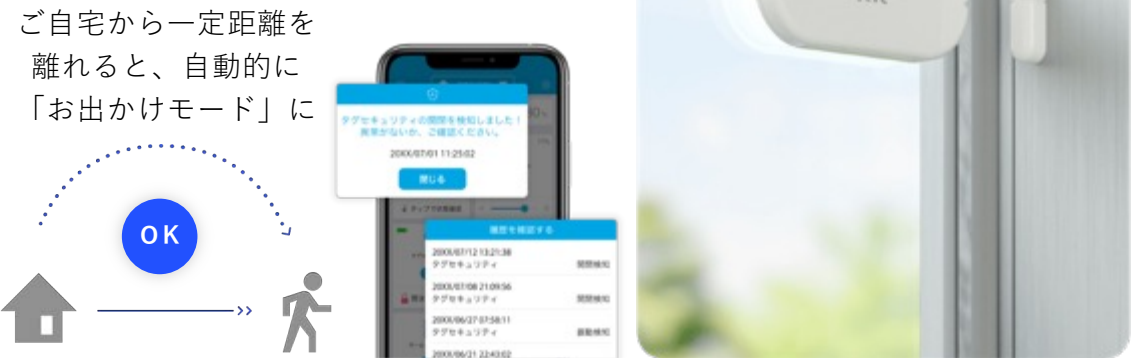 ご自宅から一定距離を
離れると、自動的に
「お出かけモード」に
OK
タグセキュリティの開閉を検知しました！
異常がないか、ご確認ください。
20XX/07/01 11:25:02
閉じる
履歴を確認する
20XX/07/12 13:21:38
タグセキュリティ 開閉検知
20XX/07/08 21:09:56
タグセキュリティ 開閉検知
20XX/06/27 07:58:11
タグセキュリティ 振動検知
20XX/06/21 22:43:02